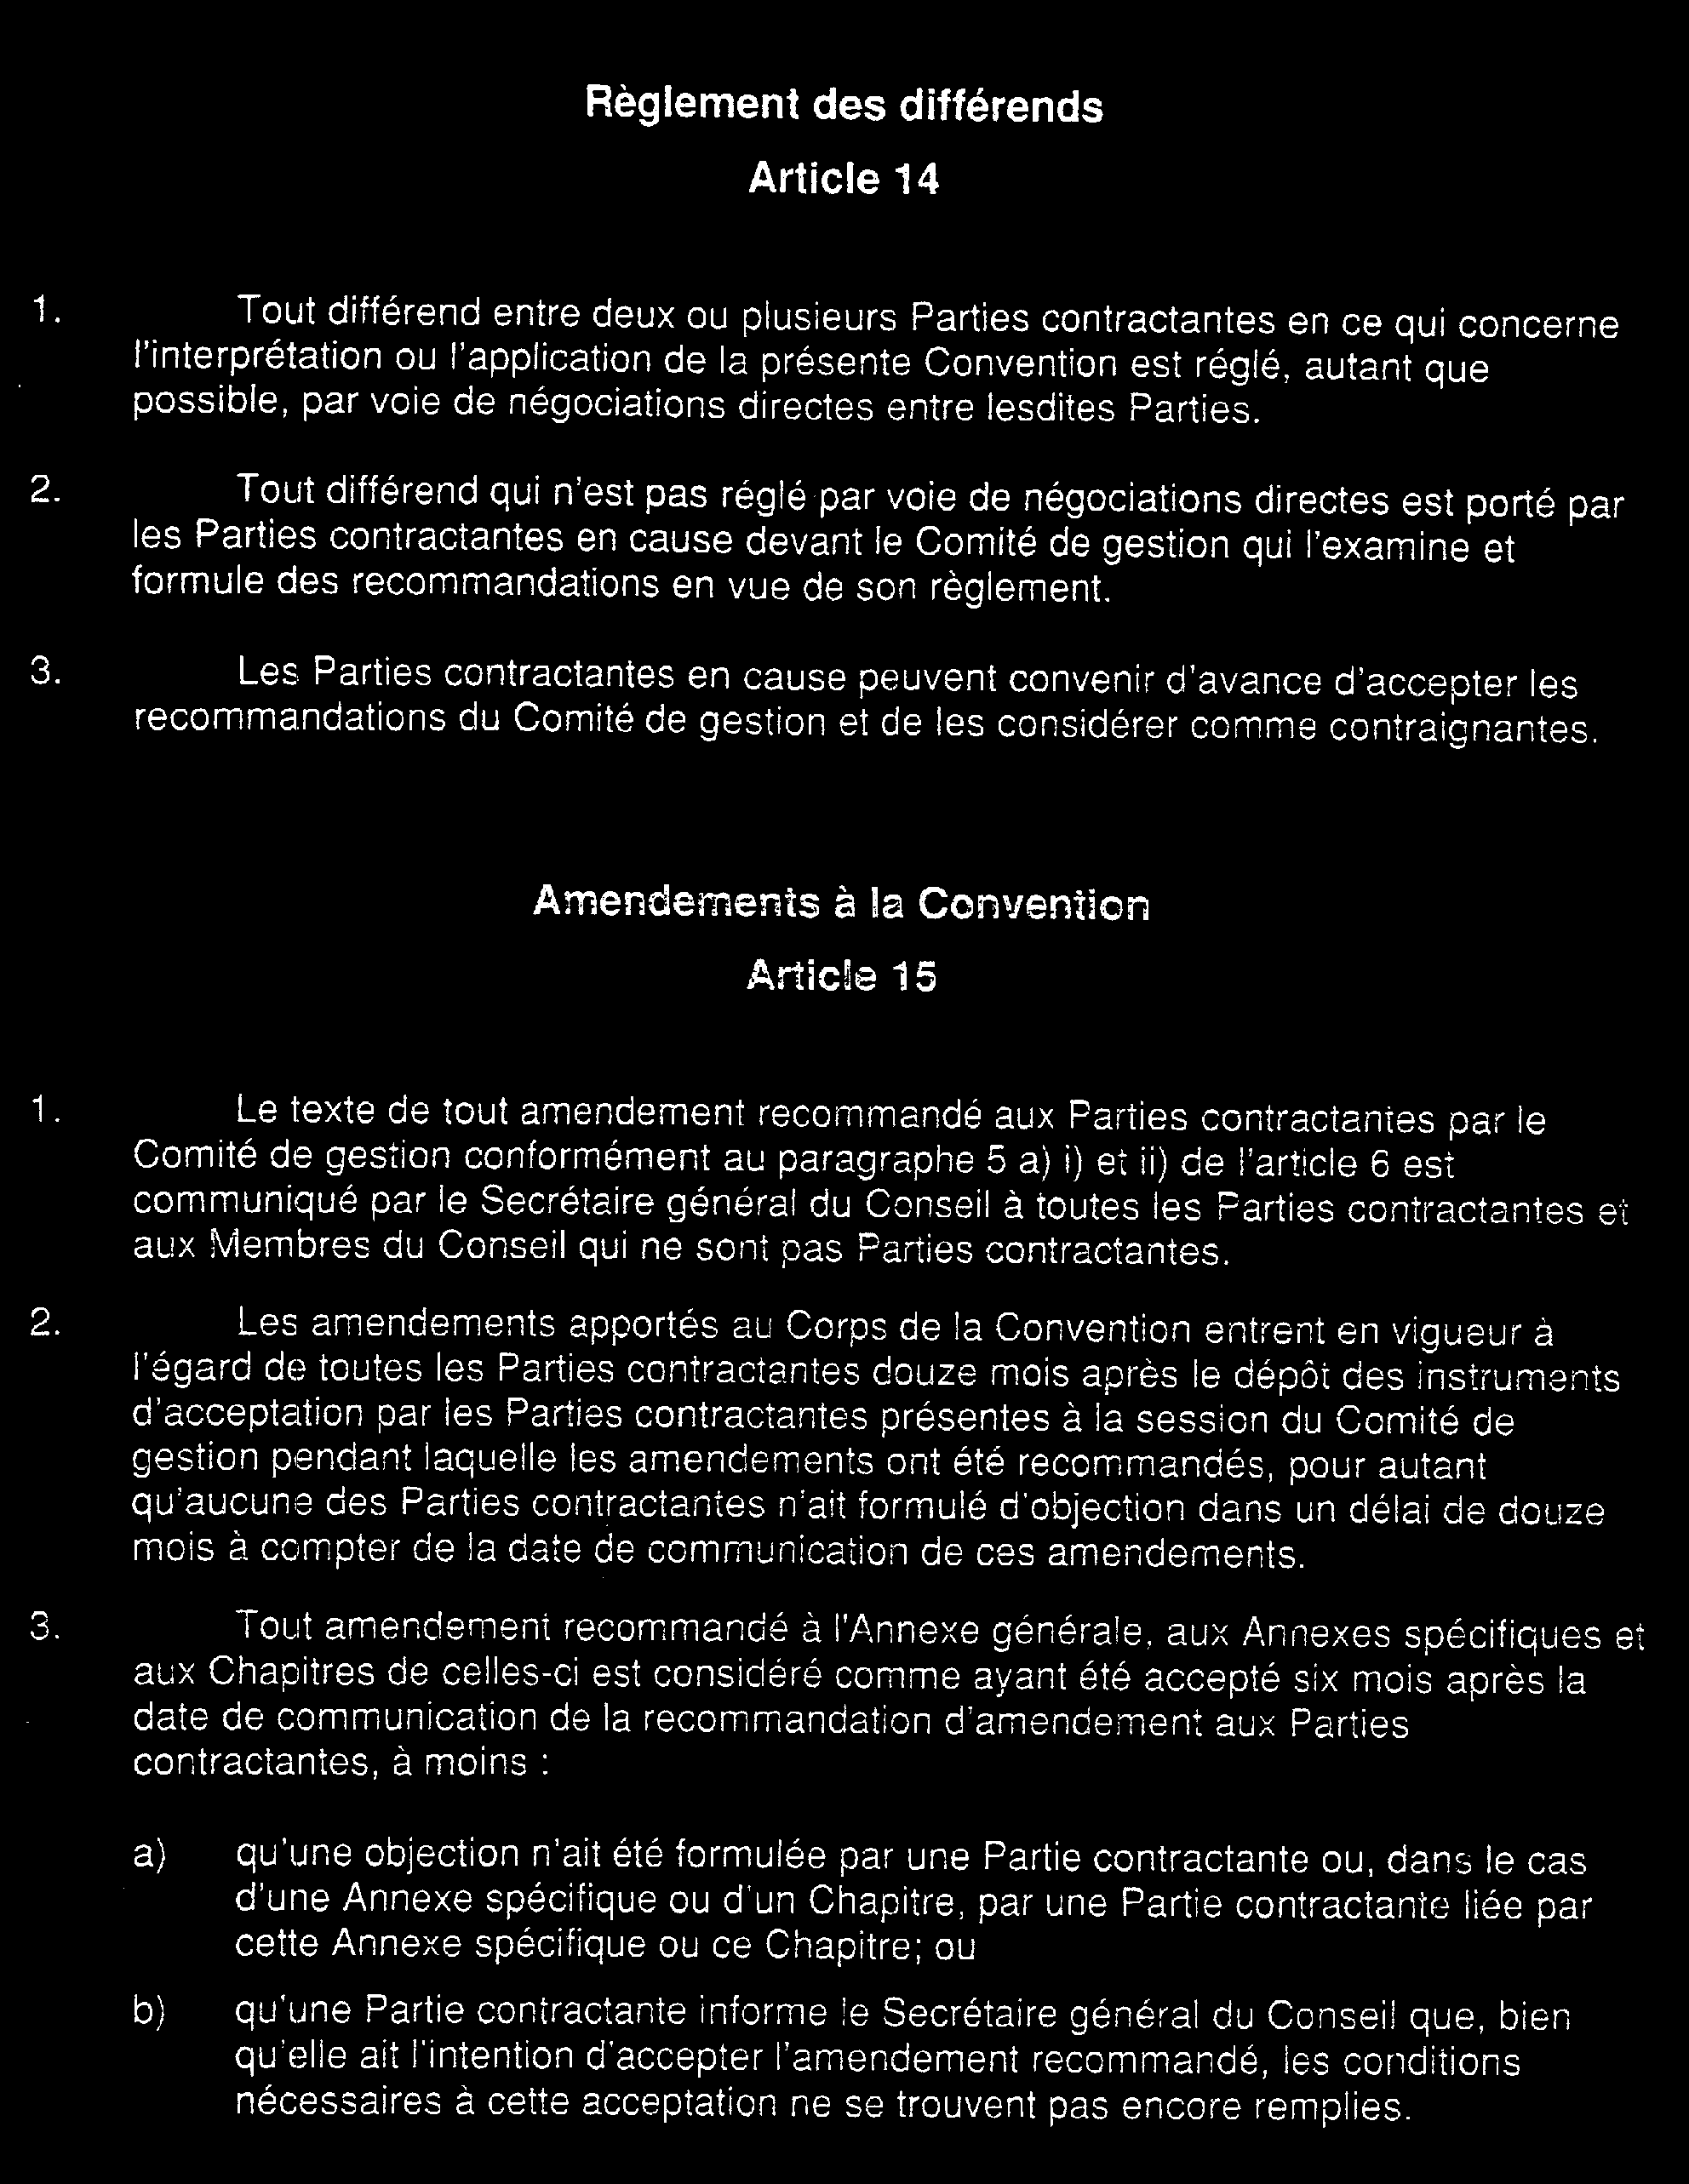 Règlement des différends
Article 14
1. Tout différend entre deux ou plusieurs Parties contractantes en ce qui concerne
l'interprétation ou l'application de la présente Convention est réglé, autant que
possible, par voie de négociations directes entre lesdites Parties.
2. Tout différend qui n'est pas réglé par voie de négociations directes est porté par
les Parties contractantes en cause devant le Comité de gestion qui l'examine et
formule des recommandations en vue de son règlement.
3. Les Parties contractantes en cause peuvent convenir d'avance d'accepter les
recommandations du Comité de gestion et de les considérer comme contraignantes.
Amendements à la Convention
Article 15
1. Le texte de tout amendement recommandé aux Parties contractantes par le
Comité de gestion conformément au paragraphe 5 a) i) et ii) de l'article 6 est
communiqué par le Secrétaire général du Conseil à toutes les Parties contractantes et
aux Membres du Conseil qui ne sont pas Parties contractantes.
2. Les amendements apportés au Corps de la Convention entrent en vigueur à
l'égard de toutes les Parties contractantes douze mois après le dépôt des instruments
d'acceptation par les Parties contractantes présentes à la session du Comité de
gestion pendant laquelle les amendements ont été recommandés, pour autant
qu'aucune des Parties contractantes n'ait formulé d'objection dans un délai de douze
mois à compter de la date de communication de ces amendements.
3. Tout amendement recommandé à l'Annexe générale, aux Annexes spécifiques et
aux Chapitres de celles-ci est considéré comme ayant été accepté six mois après la
date de communication de la recommandation d'amendement aux Parties
contractantes, à moins :
a) qu'une objection n'ait été formulée par une Partie contractante ou, dans le cas
d'une Annexe spécifique ou d'un Chapitre, par une Partie contractante liée par
cette Annexe spécifique ou ce Chapitre; ou
b) qu'une Partie contractante informe le Secrétaire général du Conseil que, bien
qu'elle ait l'intention d'accepter l'amendement recommandé, les conditions
nécessaires à cette acceptation ne se trouvent pas encore remplies.